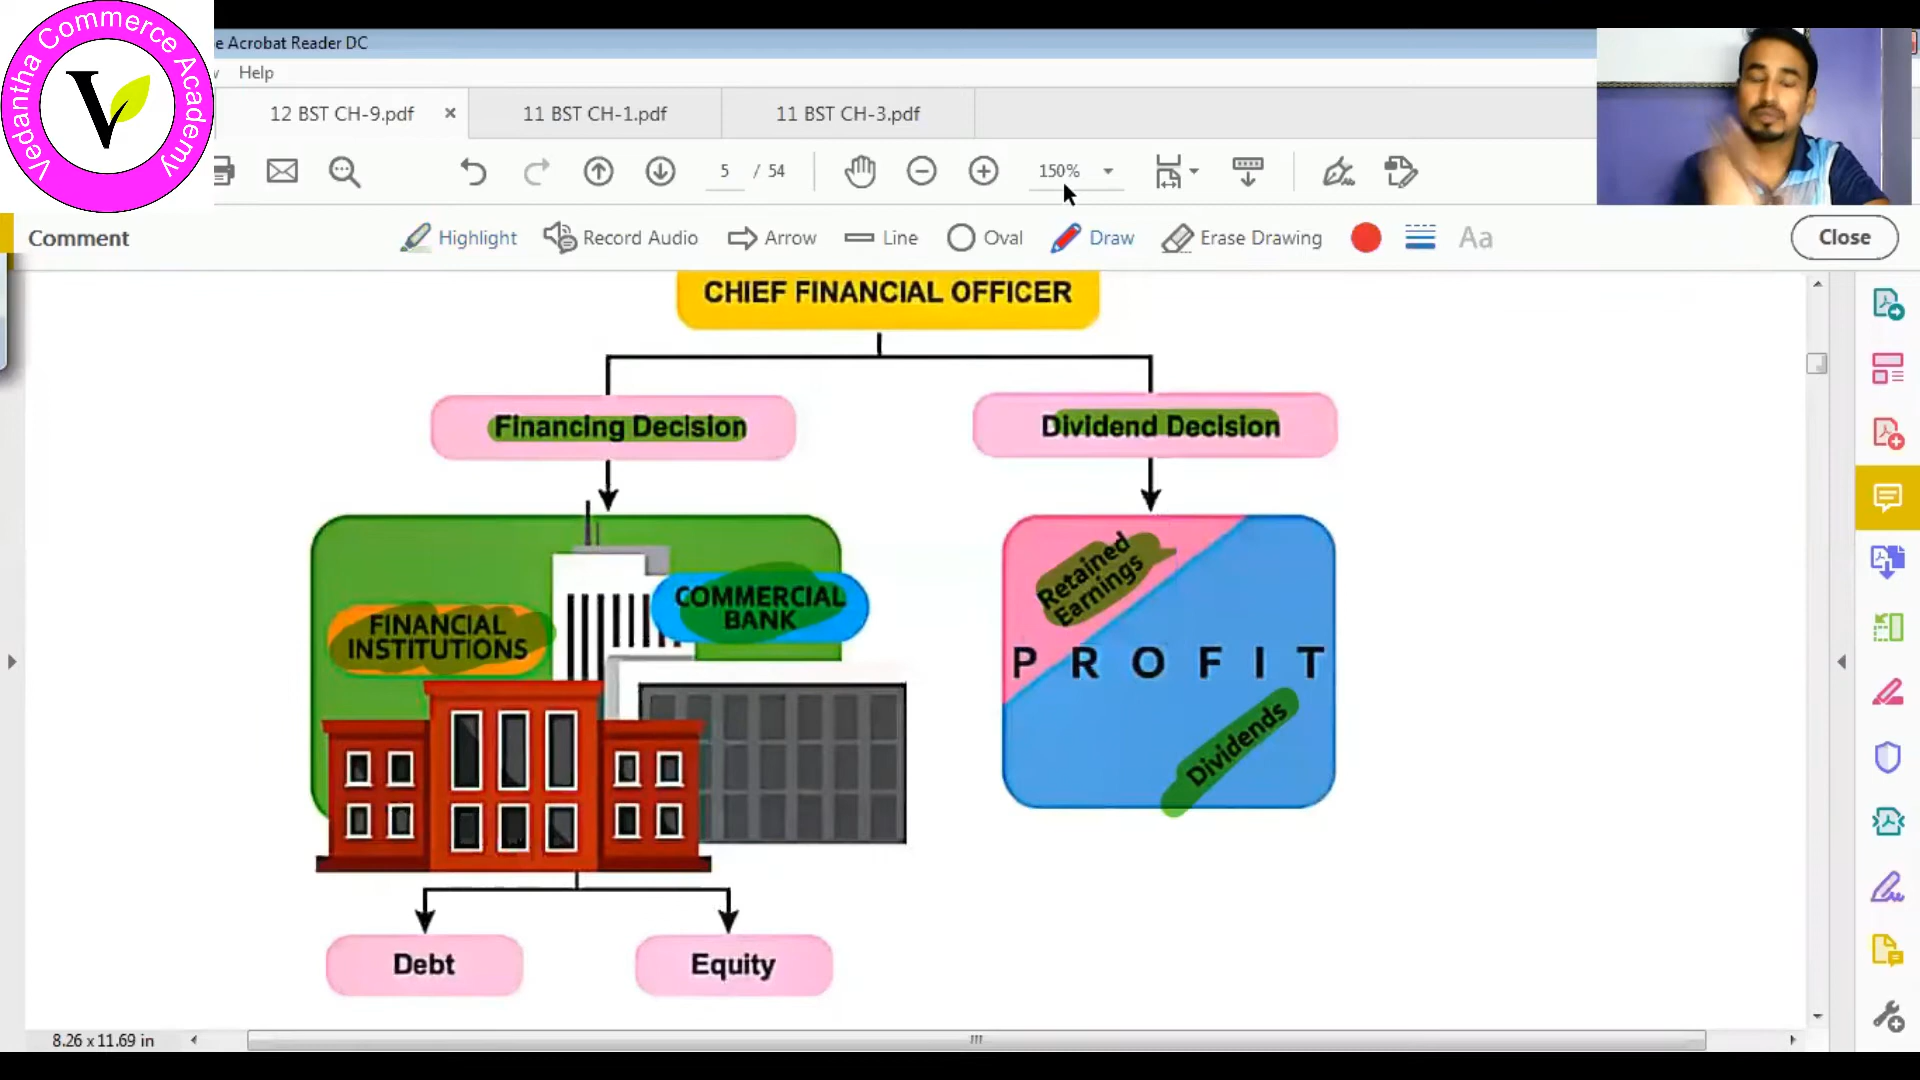 Vedantha Commerce Academy
V
e Acrobat Reader DC
w Help
12 BST CH-9.pdf × 11 BST CH-1.pdf 11 BST CH-3.pdf
5 / 54 150%
Comment Highlight Record Audio Arrow Line Oval Draw Erase Drawing Aa Close
CHIEF FINANCIAL OFFICER
Financing Decision Dividend Decision
FINANCIAL
INSTITUTIONS
COMMERCIAL
BANK
Retained
Earnings
PROFIT
Dividends
Debt Equity
8.26 x 11.69 in